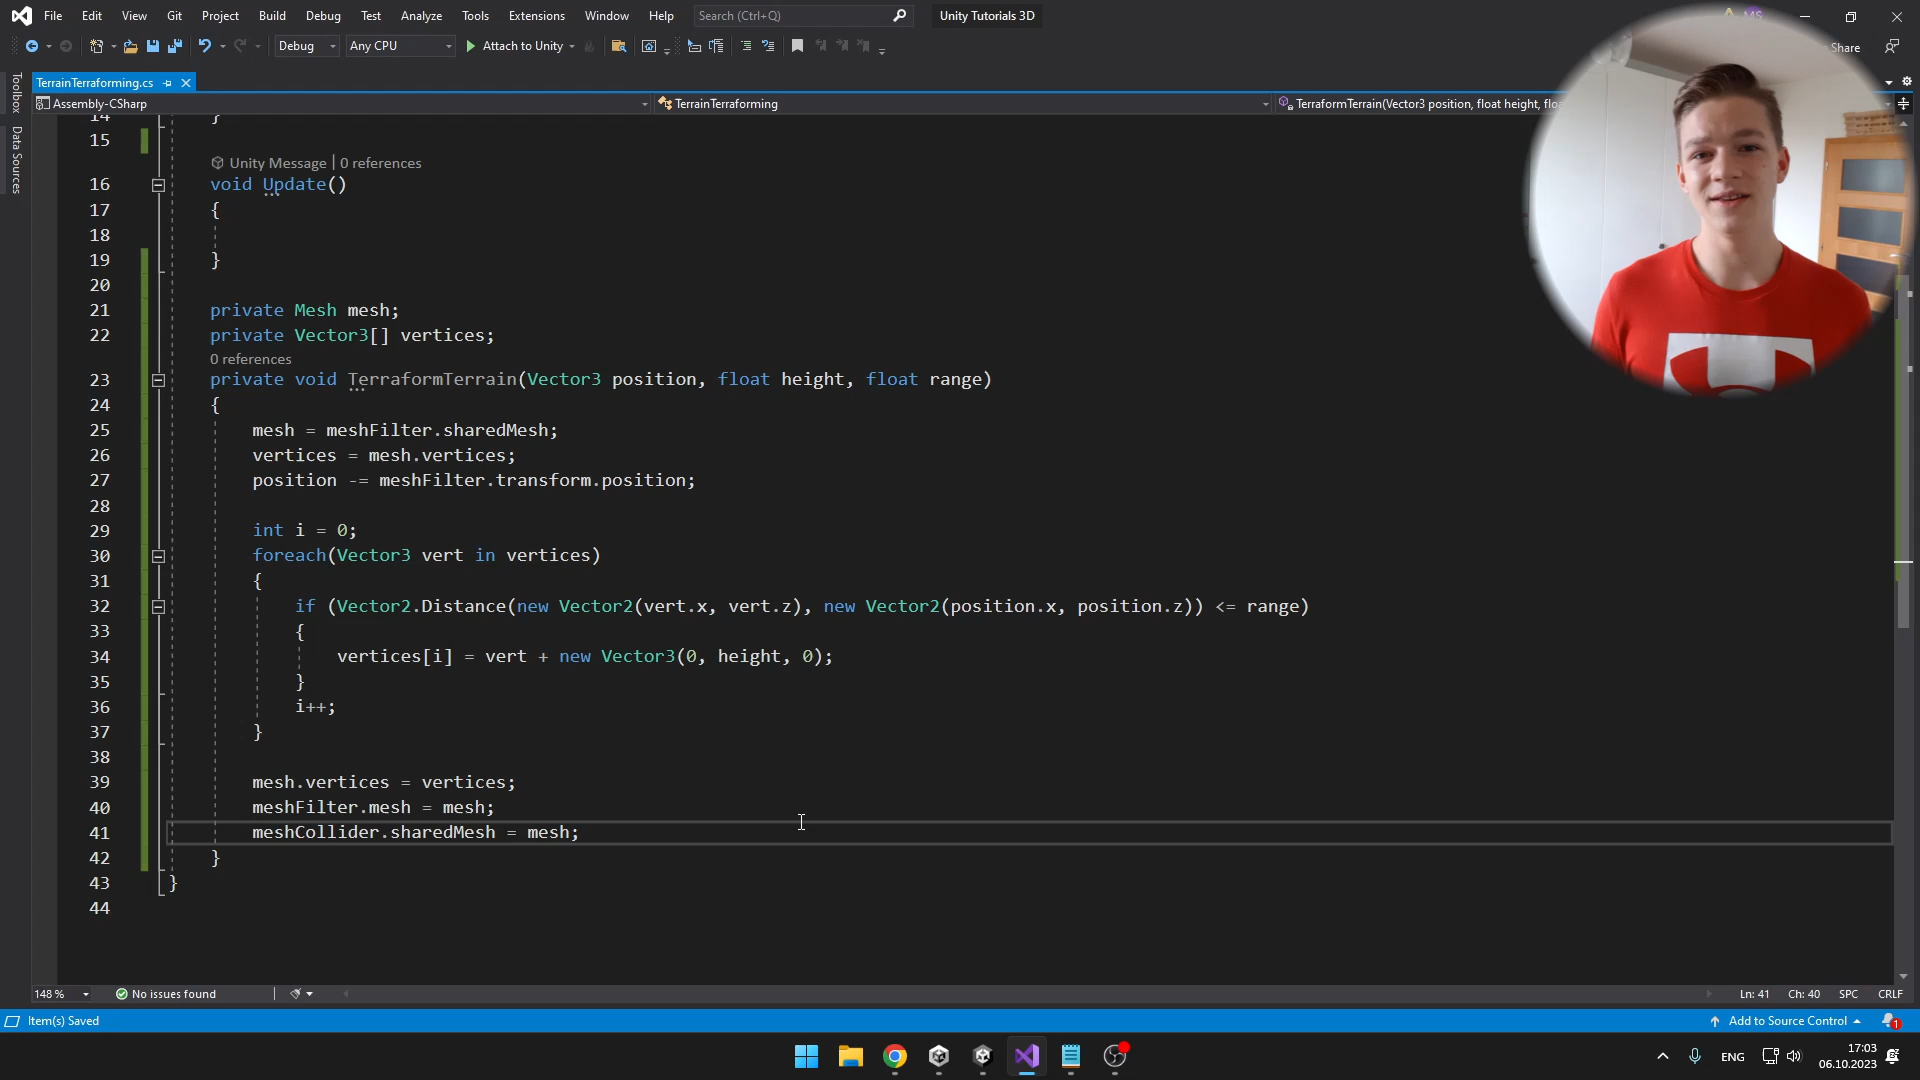 File Edit View Git Project Build Debug Test Analyze Tools Extensions Window Help Search (Ctrl+Q) Unity Tutorials 3D
Debug Any CPU Attach to Unity Share
Toolbox
Data Sources
TerrainTerraforming.cs
Assembly-CSharp TerrainTerraforming TerraformTerrain(Vector3 position, float height,
14 }
15
Unity Message | 0 references
16 void Update()
17 {
18
19 }
20
21 private Mesh mesh;
22 private Vector3[] vertices;
0 references
23 private void TerraformTerrain(Vector3 position, float height, float range)
24 {
25 mesh = meshFilter.sharedMesh;
26 vertices = mesh.vertices;
27 position -= meshFilter.transform.position;
28
29 int i = 0;
30 foreach(Vector3 vert in vertices)
31 {
32 if (Vector2.Distance(new Vector2(vert.x, vert.z), new Vector2(position.x, position.z)) <= range)
33 {
34 vertices[i] = vert + new Vector3(0, height, 0);
35 }
36 i++;
37 }
38
39 mesh.vertices = vertices;
40 meshFilter.mesh = mesh;
41 meshCollider.sharedMesh = mesh;
42 }
43 }
44
148 % No issues found Ln: 41 Ch: 40 SPC CRLF
Item(s) Saved Add to Source Control 1
ENG 17:03
06.10.2023